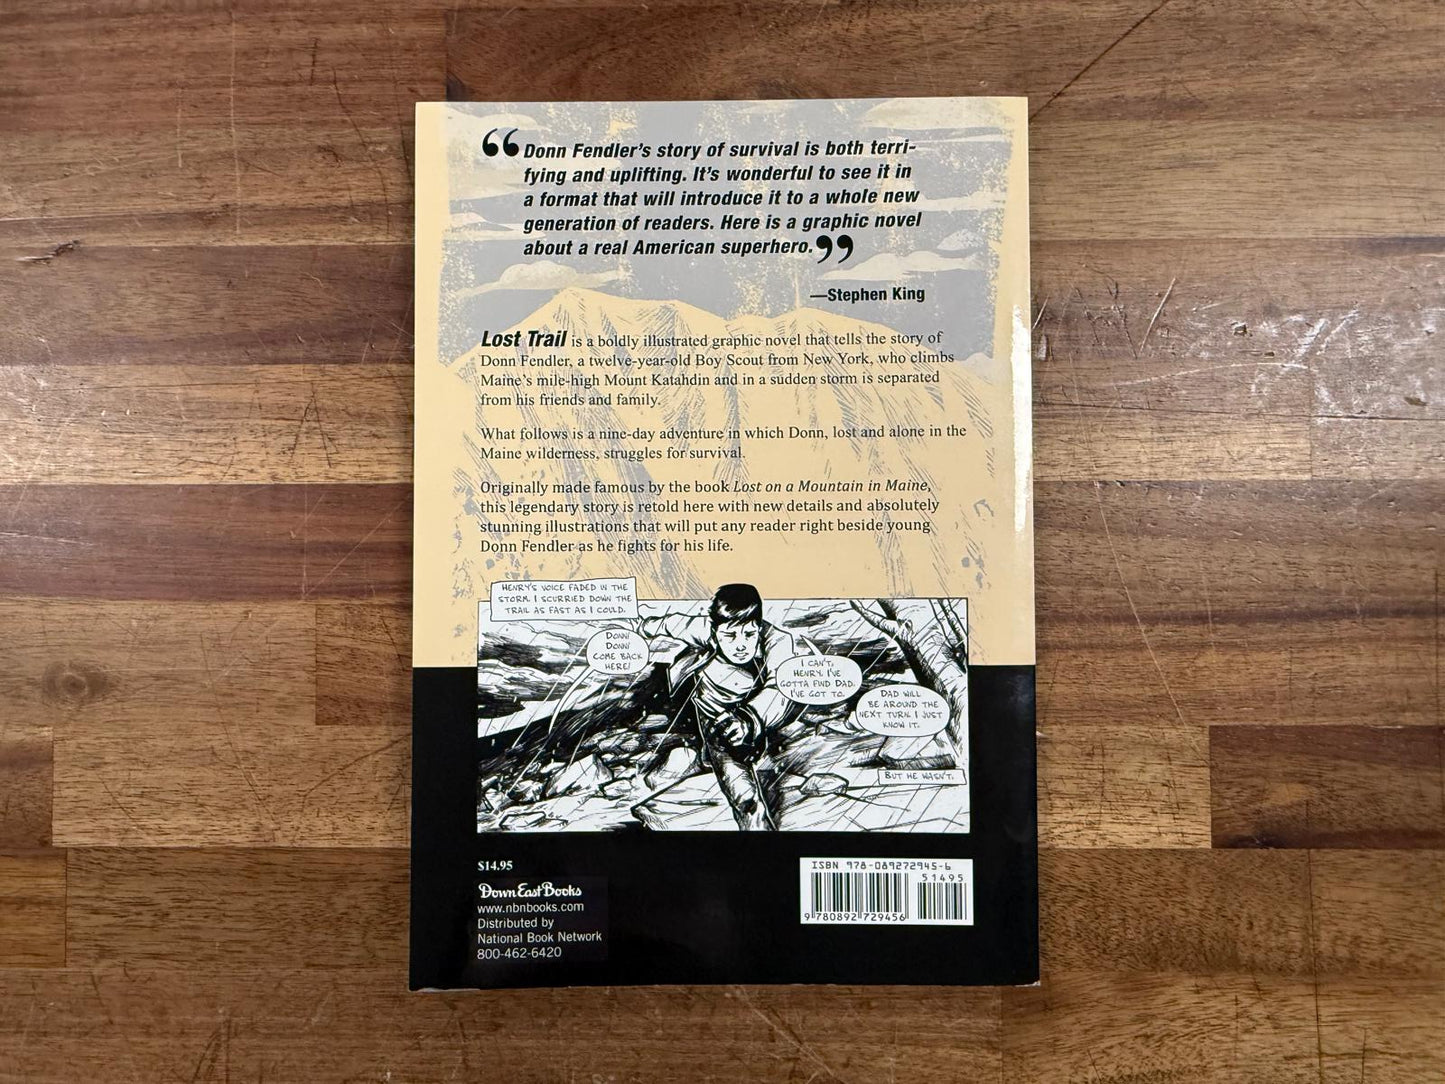 “Donn Fendler’s story of survival is both terri-
fying and uplifting. It’s wonderful to see it in
a format that will introduce it to a whole new
generation of readers. Here is a graphic novel
about a real American superhero.”
—Stephen King
Lost Trail is a boldly illustrated graphic novel that tells the story of
Donn Fendler, a twelve-year-old Boy Scout from New York, who climbs
Maine’s mile-high Mount Katahdin and in a sudden storm is separated
from his friends and family.
What follows is a nine-day adventure in which Donn, lost and alone in the
Maine wilderness, struggles for survival.
Originally made famous by the book Lost on a Mountain in Maine,
this legendary story is retold here with new details and absolutely
stunning illustrations that will put any reader right beside young
Donn Fendler as he fights for his life.
HENRY'S VOICE FADED IN THE
STORM. I SCURRIED DOWN THE
TRAIL AS FAST AS I COULD.
DONN!
DONN!
COME BACK
HERE!
I CAN'T,
HENRY. I'VE
GOTTA FIND DAD.
I'VE GOT TO.
DAD WILL
BE AROUND THE
NEXT TURN. I JUST
KNOW IT.
BUT HE WASN'T.
$14.95
Down East Books
www.nbnbooks.com
Distributed by
National Book Network
800-462-6420
ISBN 978-089272945-6
51495
9 780892 729456